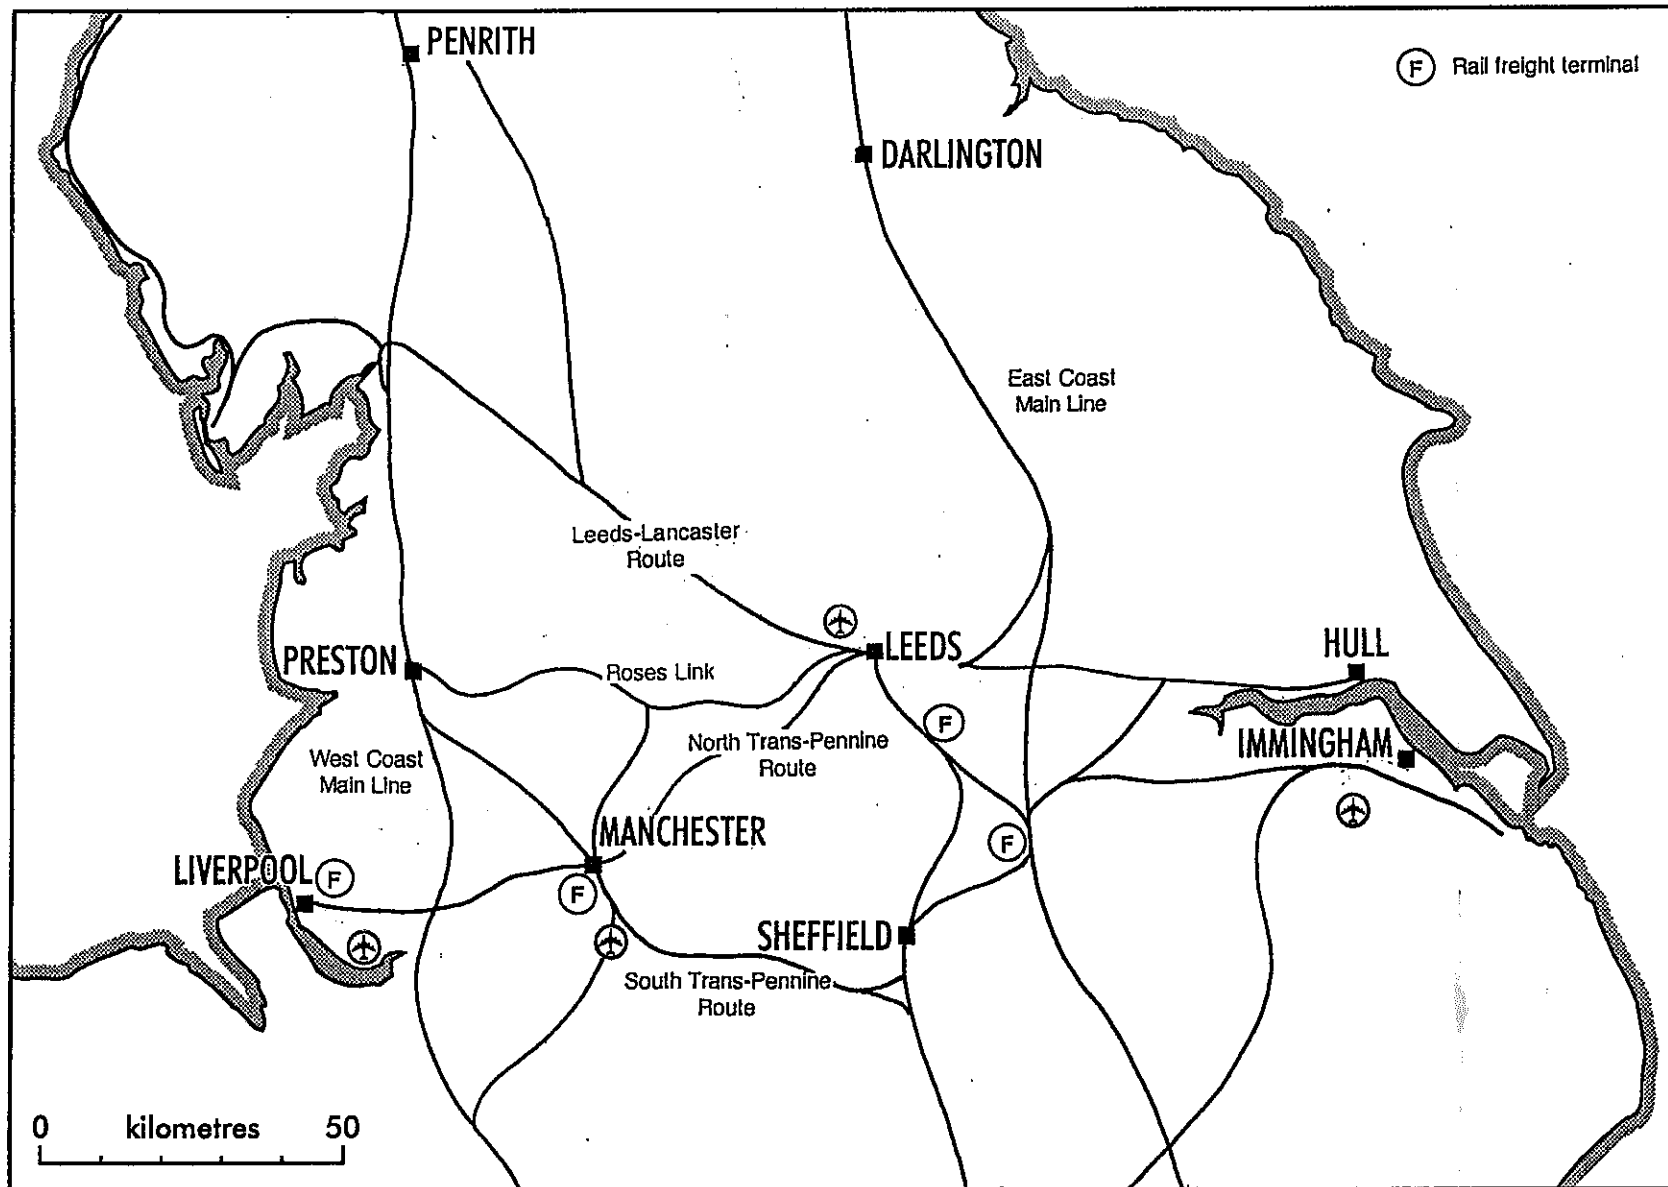 PENRITH
F Rail freight terminal
DARLINGTON
East Coast
Main Line
Leeds-Lancaster
Route
LEEDS
HULL
PRESTON
Roses Link
F
North Trans-Pennine
Route
IMMINGHAM
West Coast
Main Line
MANCHESTER
F
LIVERPOOL
F
F
SHEFFIELD
South Trans-Pennine
Route
0 kilometres 50